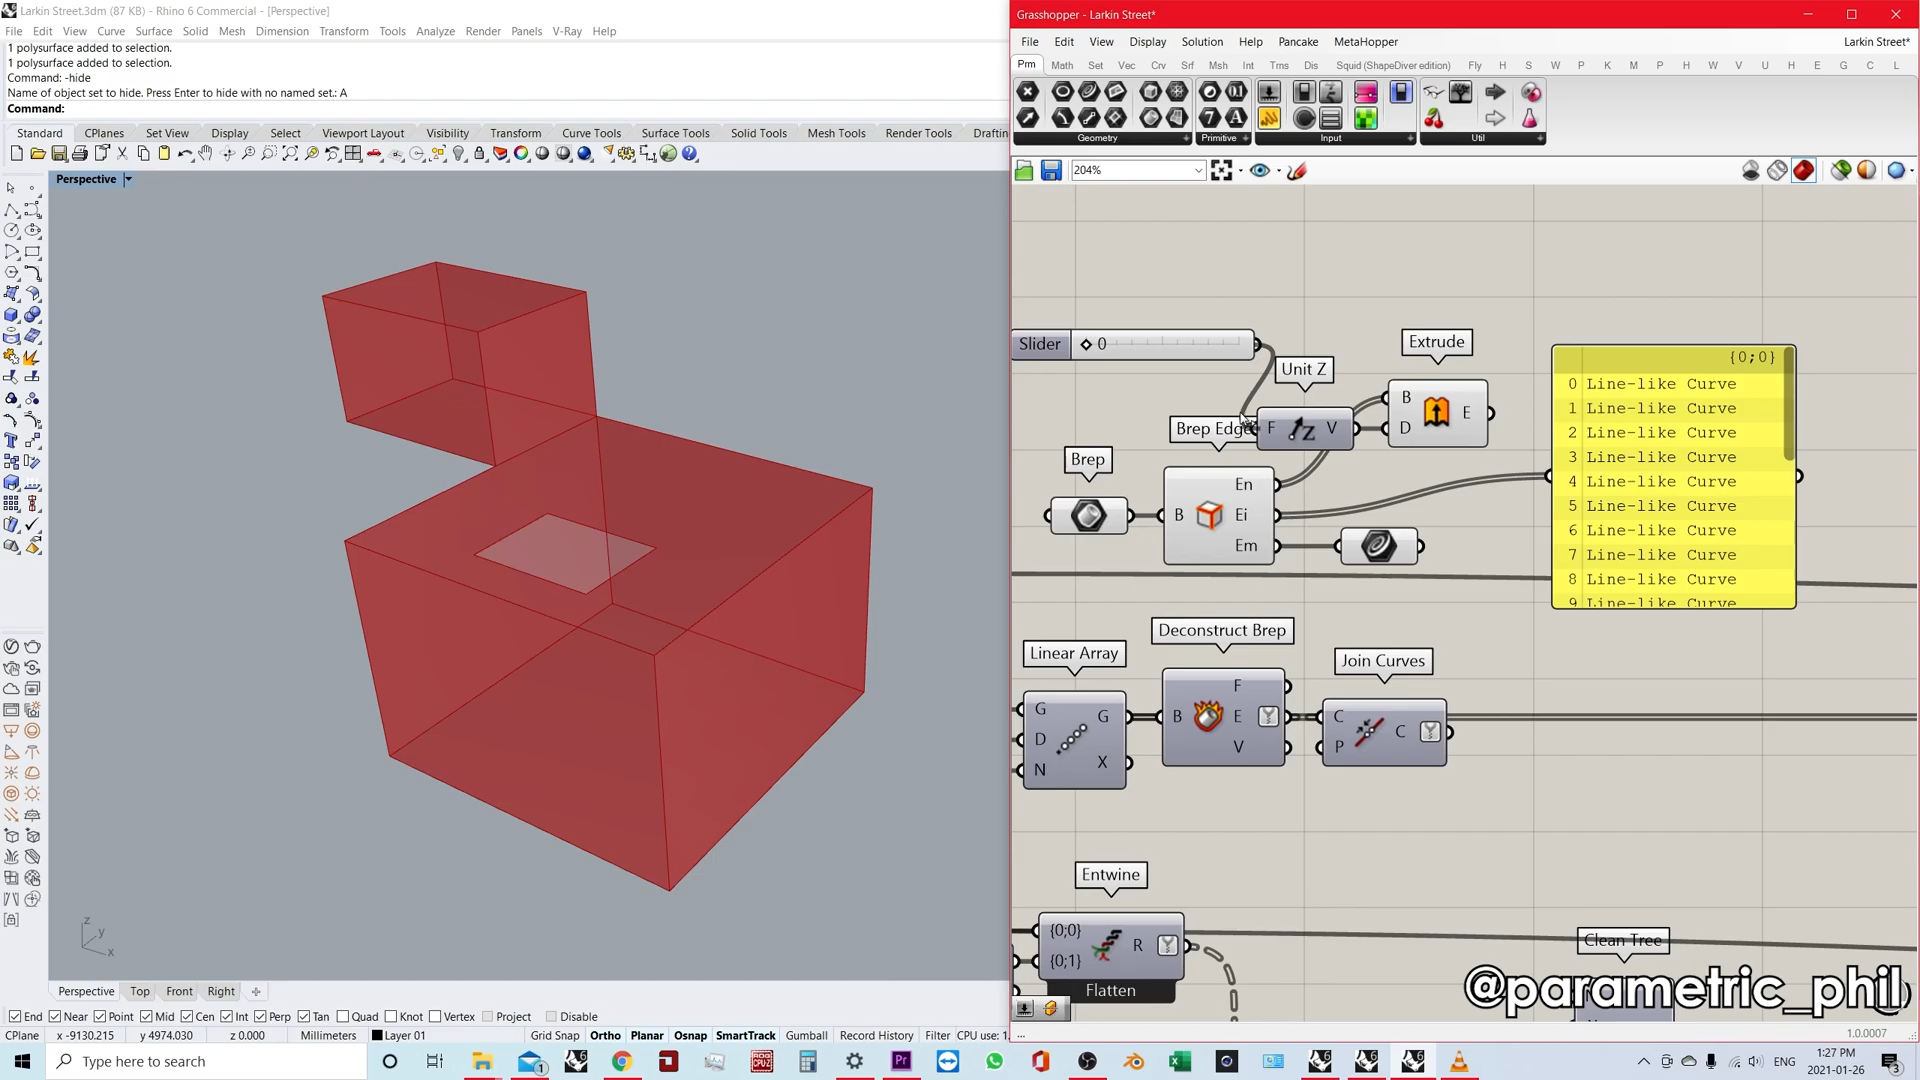 Larkin Street.3dm (87 KB) - Rhino 6 Commercial - [Perspective]
File Edit View Curve Surface Solid Mesh Dimension Transform Tools Analyze Render Panels V-Ray Help
1 polysurface added to selection.
1 polysurface added to selection.
Command: -hide
Name of object set to hide. Press Enter to hide with no named set.: A
Command:
Standard CPlanes Set View Display Select Viewport Layout Visibility Transform Curve Tools Surface Tools Solid Tools Mesh Tools Render Tools Draftin
Perspective
z
y
x
Perspective Top Front Right
End Near Point Mid Cen Int Perp Tan Quad Knot Vertex Project Disable
CPlane x -9130.215 y 4974.030 z 0.000 Millimeters Layer 01 Grid Snap Ortho Planar Osnap SmartTrack Gumball Record History Filter CPU use: 1
Grasshopper - Larkin Street*
File Edit View Display Solution Help Pancake MetaHopper Larkin Street*
Prm Math Set Vec Crv Srf Msh Int Trns Dis Squid (ShapeDiver edition) Fly H S W P K M P W V U H E G C L
Geometry Primitive Input Util
204%
Slider 0
Unit Z
F V
Extrude
B E
D
Brep Edge
Brep
B En
Ei
Em
{0;0}
0 Line-like Curve
1 Line-like Curve
2 Line-like Curve
3 Line-like Curve
4 Line-like Curve
5 Line-like Curve
6 Line-like Curve
7 Line-like Curve
8 Line-like Curve
9 Line-like Curve
Linear Array
G G
D
N X
Deconstruct Brep
F
B E
V
Join Curves
C C
P
Entwine
{0;0}
{0;1} R
Flatten
Clean Tree
@parametric_phil
1.0.0007
Type here to search
ENG
1:27 PM
2021-01-26